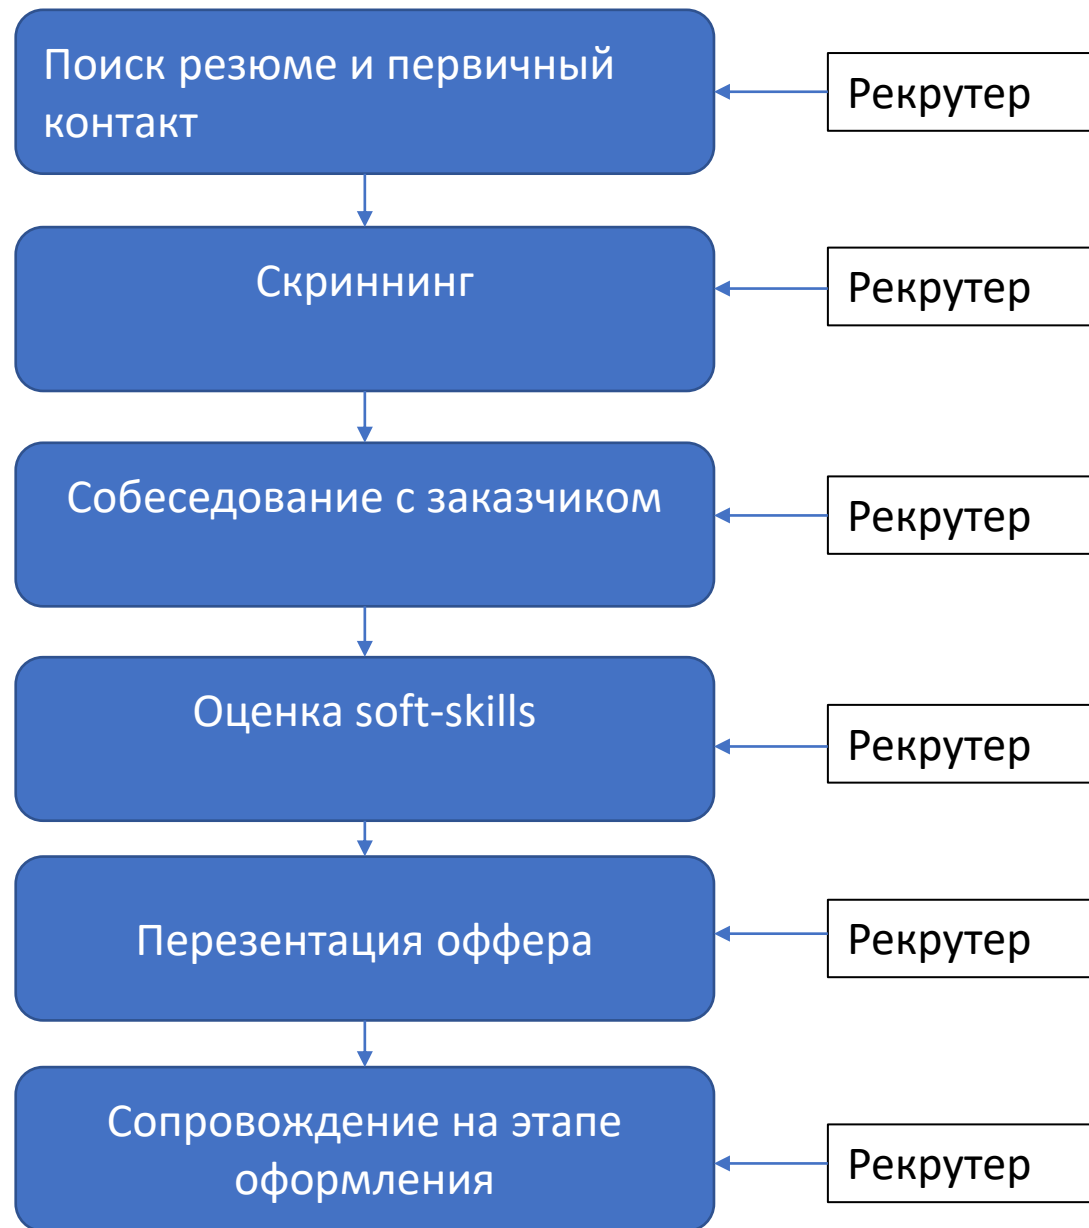 Поиск резюме и первичный
контакт
Рекрутер
Скриннинг
Рекрутер
Собеседование с заказчиком
Рекрутер
Оценка soft-skills
Рекрутер
Перезентация оффера
Рекрутер
Сопровождение на этапе
оформления
Рекрутер